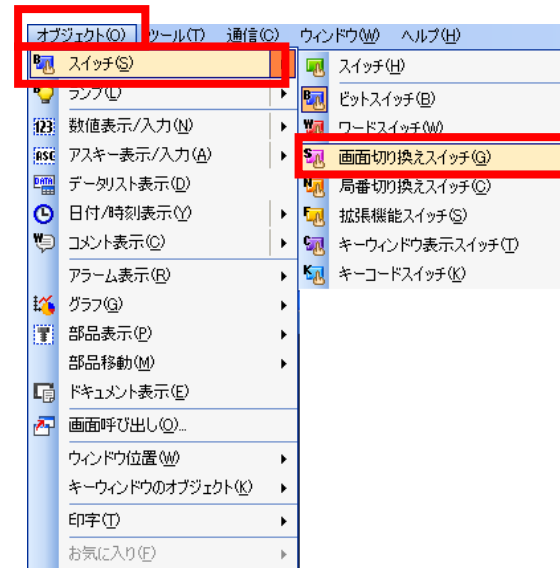 オブジェクト(O) ツール(T) 通信(C) ウィンドウ(W) ヘルプ(H)
スイッチ(S)
ランプ(L)
数値表示/入力(N)
アスキー表示/入力(A)
データリスト表示(D)
日付/時刻表示(Y)
コメント表示(C)
アラーム表示(R)
グラフ(G)
部品表示(P)
部品移動(M)
ドキュメント表示(E)
画面呼び出し(O)...
ウィンドウ位置(W)
キーウィンドウのオブジェクト(K)
印字(T)
お気に入り(F)
スイッチ(H)
ビットスイッチ(B)
ワードスイッチ(W)
画面切り換えスイッチ(G)
局番切り換えスイッチ(C)
拡張機能スイッチ(S)
キーウィンドウ表示スイッチ(T)
キーコードスイッチ(K)